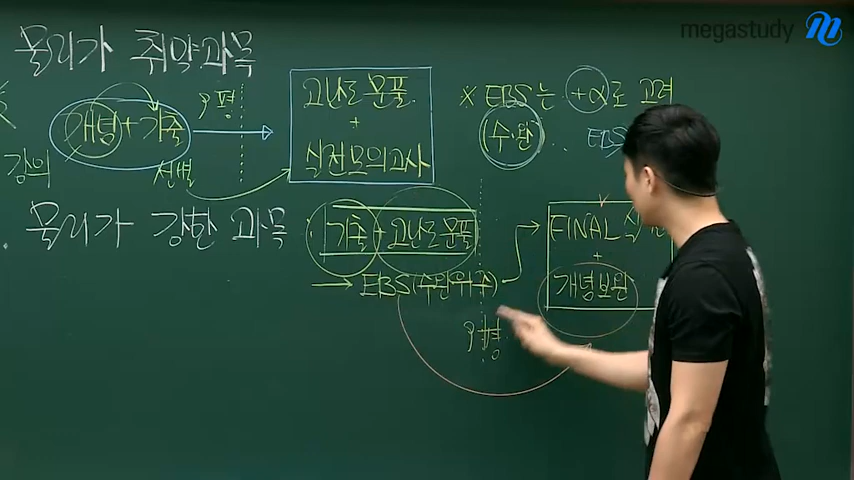 megastudy
물리가 취약과목
개념+기출
강의
선별
9평
고난도 문풀
+
실전모의고사
※ EBS는 +α로 고려
(수·완) .. EBS
물리가 강한 과목
기출+고난도문풀
→ EBS(수완위주)
9평
FINAL 실
+
개념보완